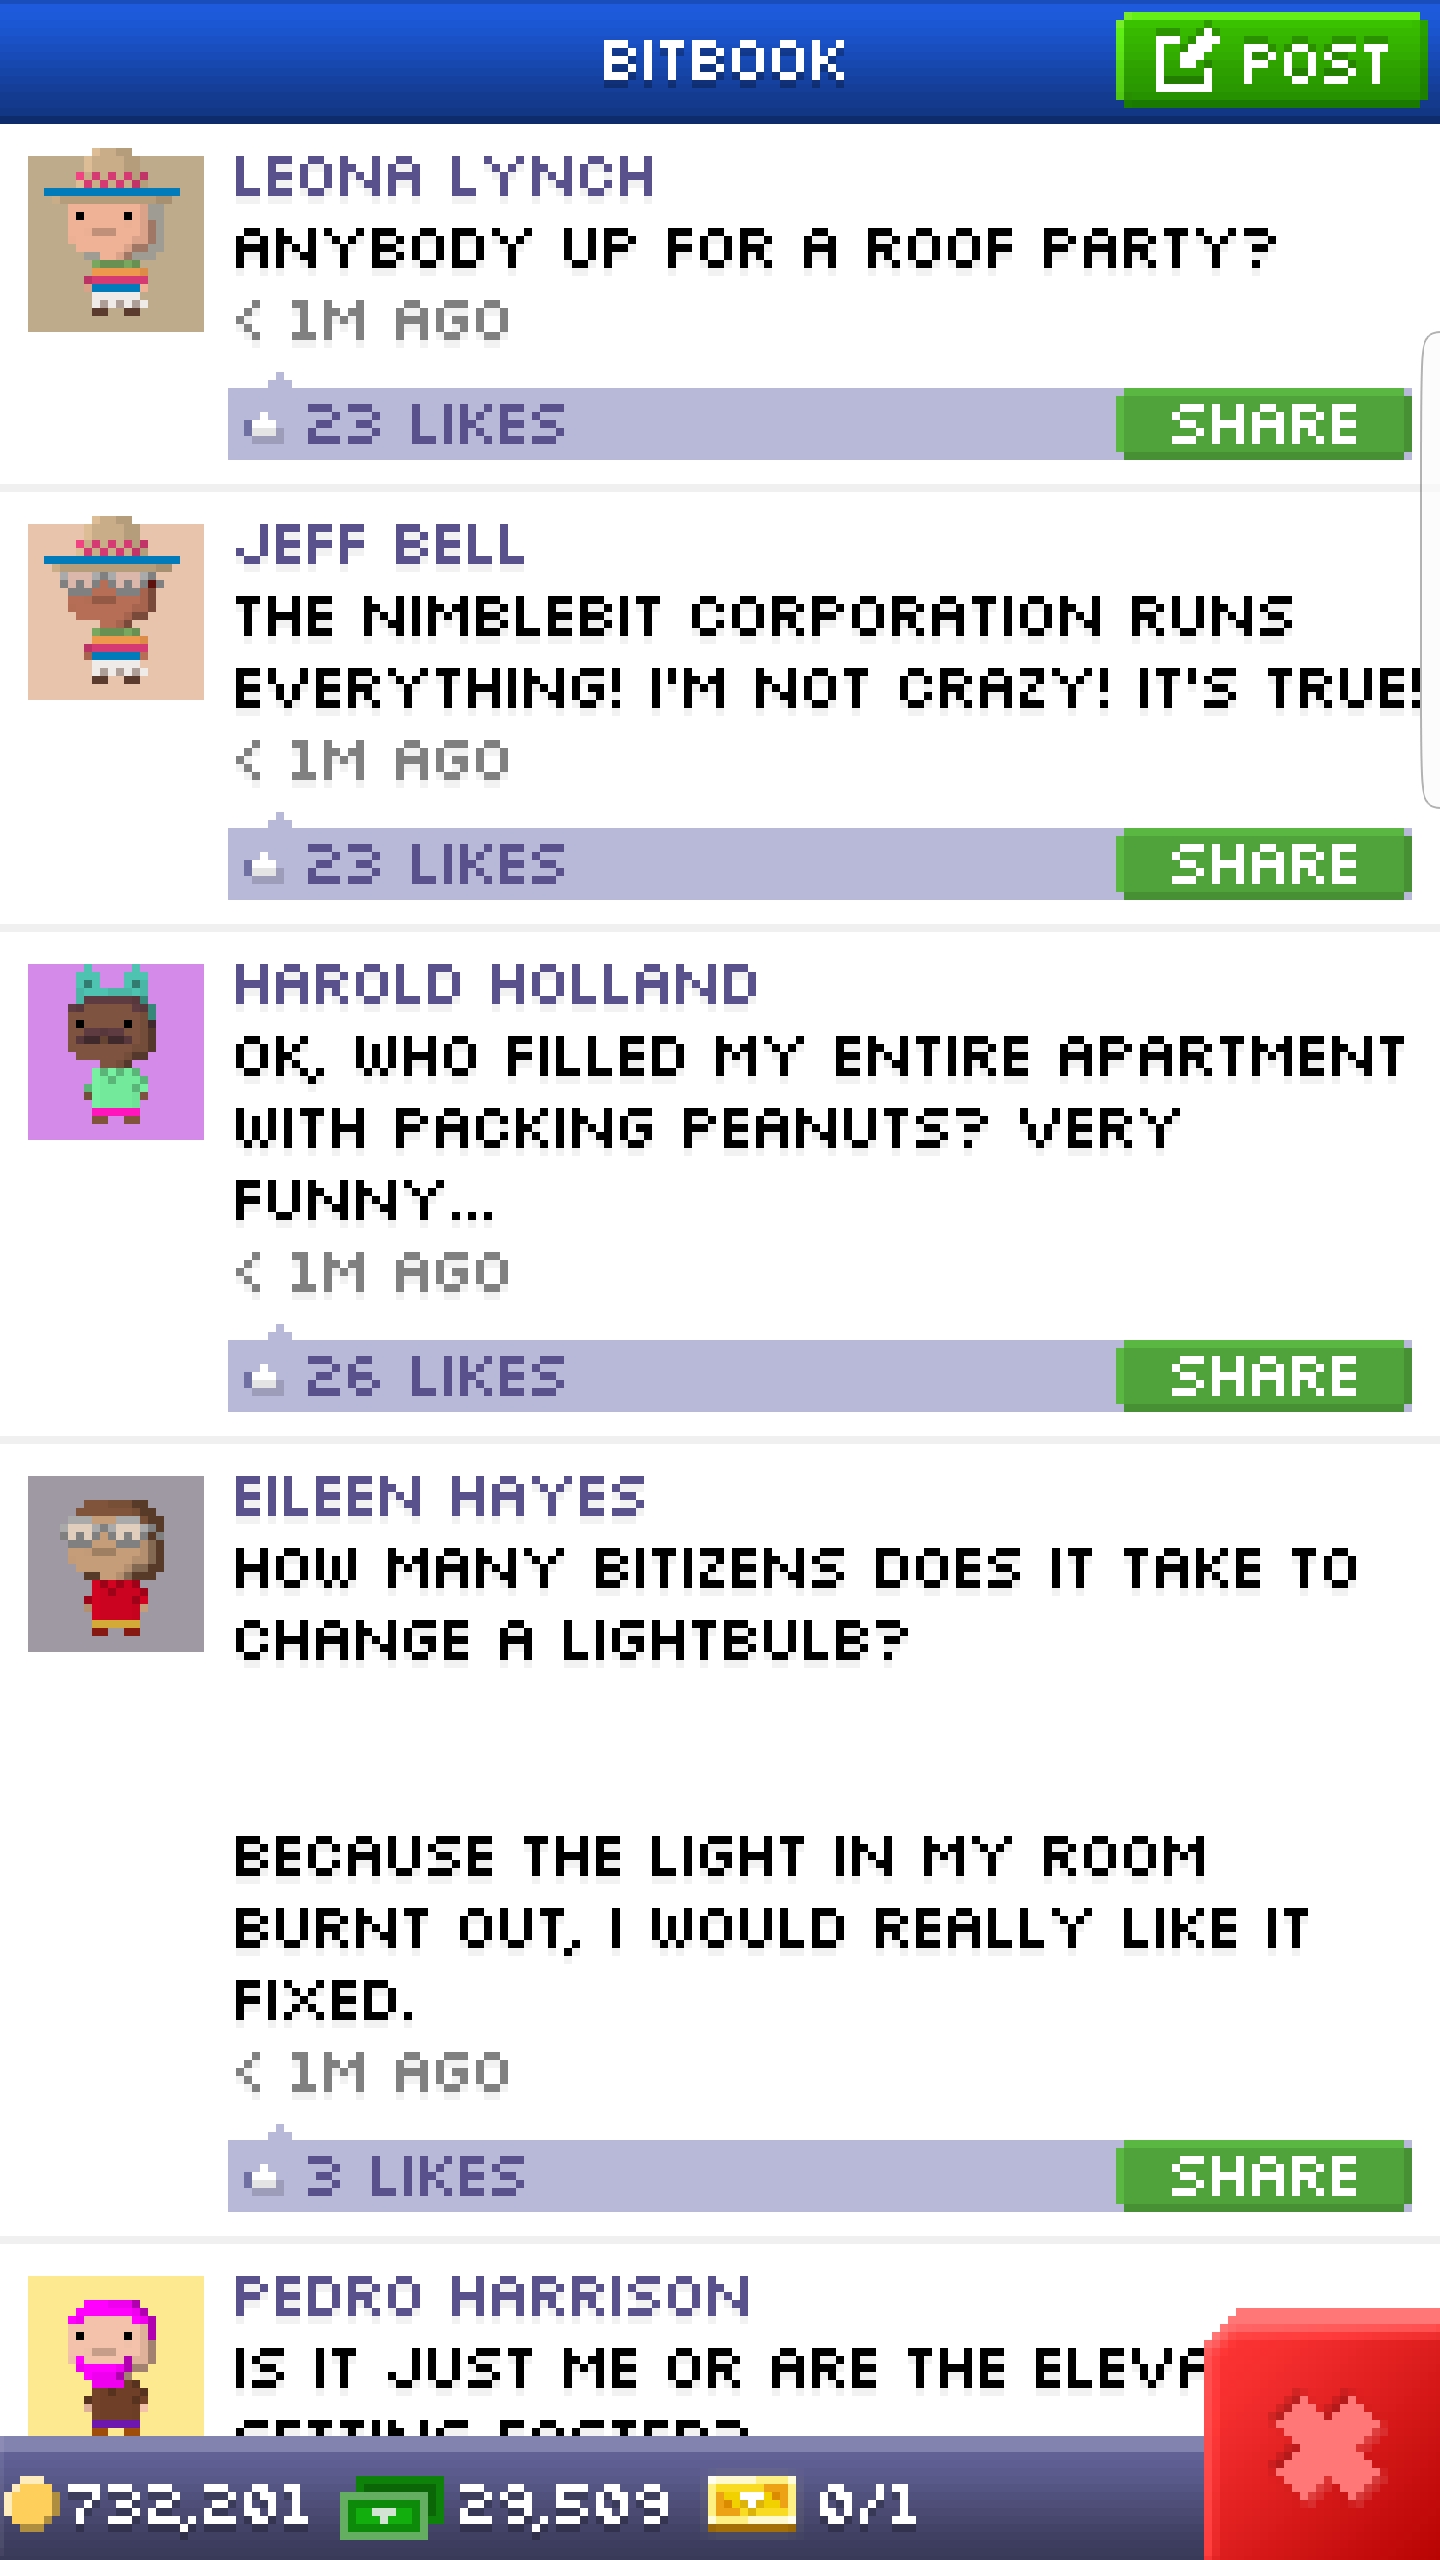 BITBOOK
POST
LEONA LYNCH
ANYBODY UP FOR A ROOF PARTY?
< 1M AGO
23 LIKES
SHARE
JEFF BELL
THE NIMBLEBIT CORPORATION RUNS
EVERYTHING! I'M NOT CRAZY! IT'S TRUE!
< 1M AGO
23 LIKES
SHARE
HAROLD HOLLAND
OK, WHO FILLED MY ENTIRE APARTMENT
WITH PACKING PEANUTS? VERY
FUNNY...
< 1M AGO
26 LIKES
SHARE
EILEEN HAYES
HOW MANY BITIZENS DOES IT TAKE TO
CHANGE A LIGHTBULB?
BECAUSE THE LIGHT IN MY ROOM
BURNT OUT, I WOULD REALLY LIKE IT
FIXED.
< 1M AGO
3 LIKES
SHARE
PEDRO HARRISON
IS IT JUST ME OR ARE THE ELEVA
GETTING FASTER?
732,201
29,509
0/1